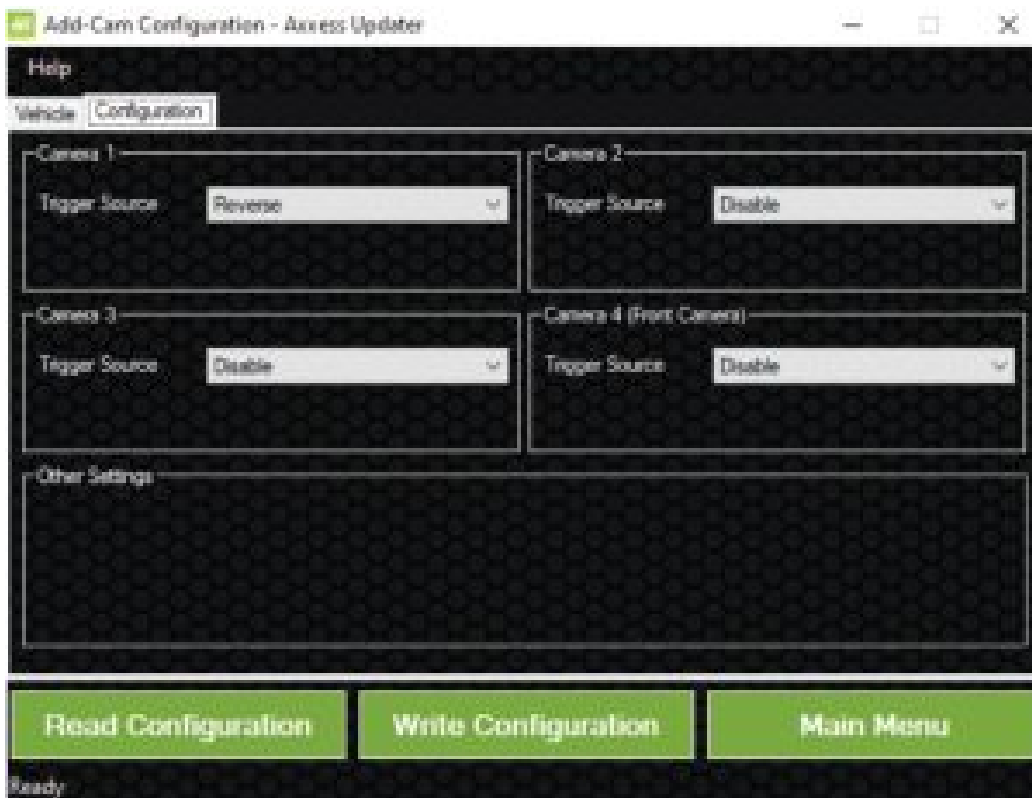 Add-Cam Configuration - Axxess Updater
Help
Vehicle Configuration
Camera 1
Trigger Source Reverse
Camera 2
Trigger Source Disable
Camera 3
Trigger Source Disable
Camera 4 (Front Camera)
Trigger Source Disable
Other Settings
Read Configuration Write Configuration Main Menu
Ready